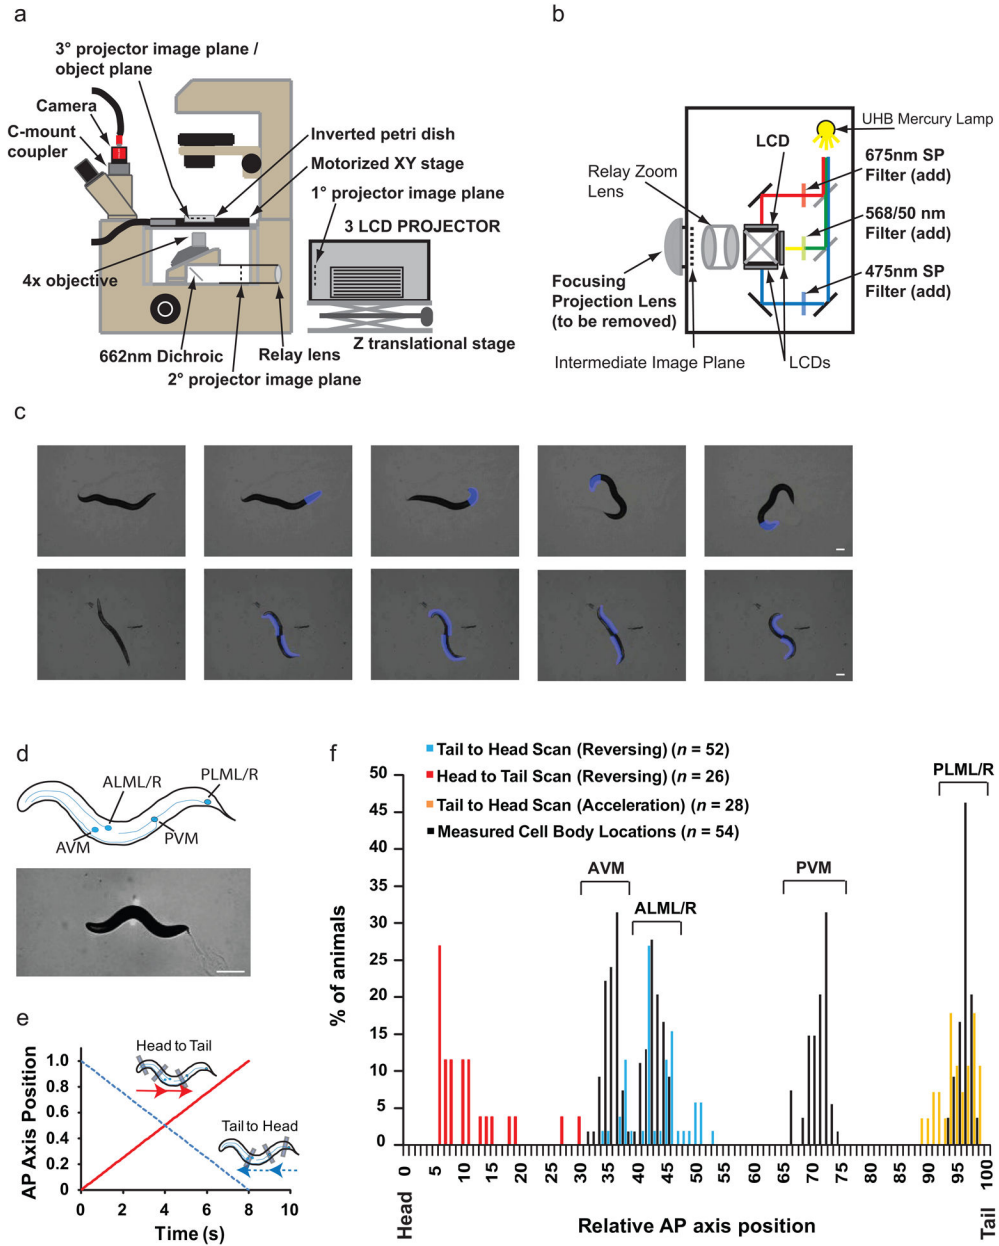 a
3° projector image plane /
object plane
Camera
C-mount
coupler
Inverted petri dish
Motorized XY stage
1° projector image plane
3 LCD PROJECTOR
4x objective
662nm Dichroic
Relay lens
Z translational stage
2° projector image plane
b
UHB Mercury Lamp
LCD
675nm SP
Filter (add)
Relay Zoom
Lens
568/50 nm
Filter (add)
475nm SP
Filter (add)
Focusing
Projection Lens
(to be removed)
Intermediate Image Plane
LCDs
c
d
ALML/R
PLML/R
AVM
PVM
e
AP Axis Position
1.0
0.8
0.6
0.4
0.2
0
Head to Tail
Tail to Head
0 2 4 6 8 10
Time (s)
f
Tail to Head Scan (Reversing) (n = 52)
Head to Tail Scan (Reversing) (n = 26)
Tail to Head Scan (Acceleration) (n = 28)
Measured Cell Body Locations (n = 54)
% of animals
50
45
40
35
30
25
20
15
10
5
0
AVM
ALML/R
PVM
PLML/R
0 5 10 15 20 25 30 35 40 45 50 55 60 65 70 75 80 85 90 95 100
Head
Relative AP axis position
Tail